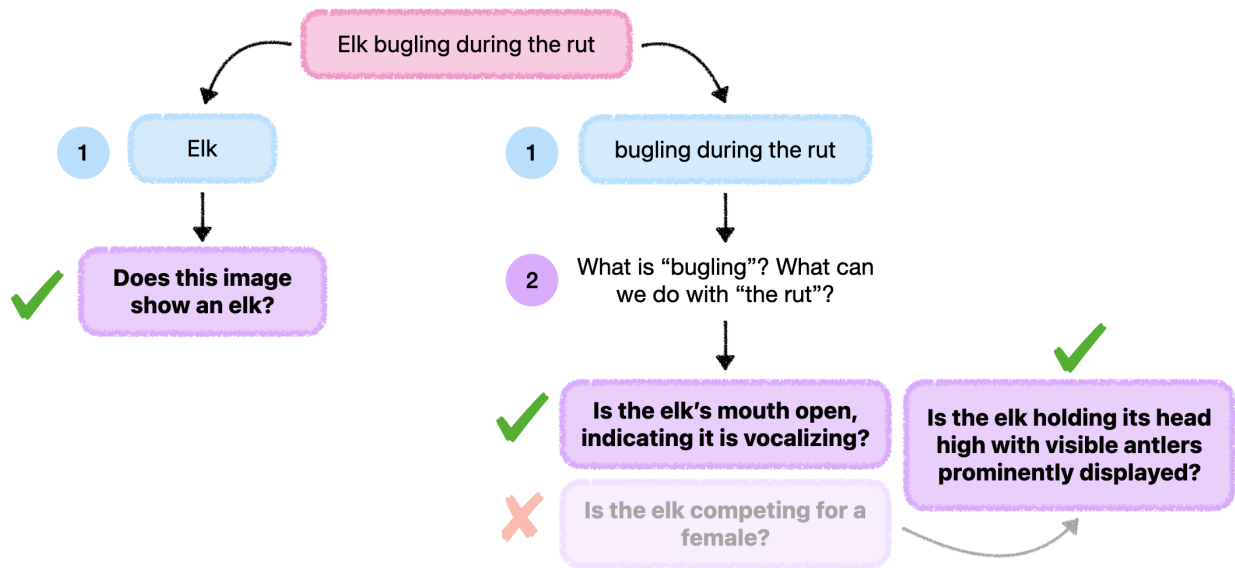 Elk bugling during the rut
1
Elk
1
bugling during the rut
Does this image
show an elk?
2
What is “bugling”? What can
we do with “the rut”?
Is the elk’s mouth open,
indicating it is vocalizing?
Is the elk holding its head
high with visible antlers
prominently displayed?
Is the elk competing for a
female?